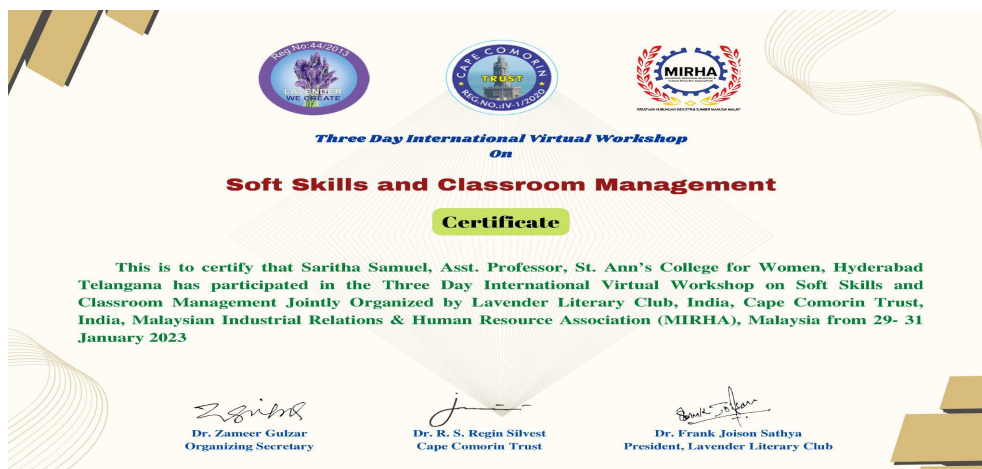 Reg.No:44/2013
LAVENDER
WE CREATE
CAPE COMORIN
TRUST
REG.NO.:IV-1/2020
MIRHA
Three Day International Virtual Workshop
On
Soft Skills and Classroom Management
Certificate
This is to certify that Saritha Samuel, Asst. Professor, St. Ann's College for Women, Hyderabad
Telangana has participated in the Three Day International Virtual Workshop on Soft Skills and
Classroom Management Jointly Organized by Lavender Literary Club, India, Cape Comorin Trust,
India, Malaysian Industrial Relations & Human Resource Association (MIRHA), Malaysia from 29- 31
January 2023
Dr. Zameer Gulzar
Organizing Secretary
Dr. R. S. Regin Silvest
Cape Comorin Trust
Dr. Frank Joison Sathya
President, Lavender Literary Club